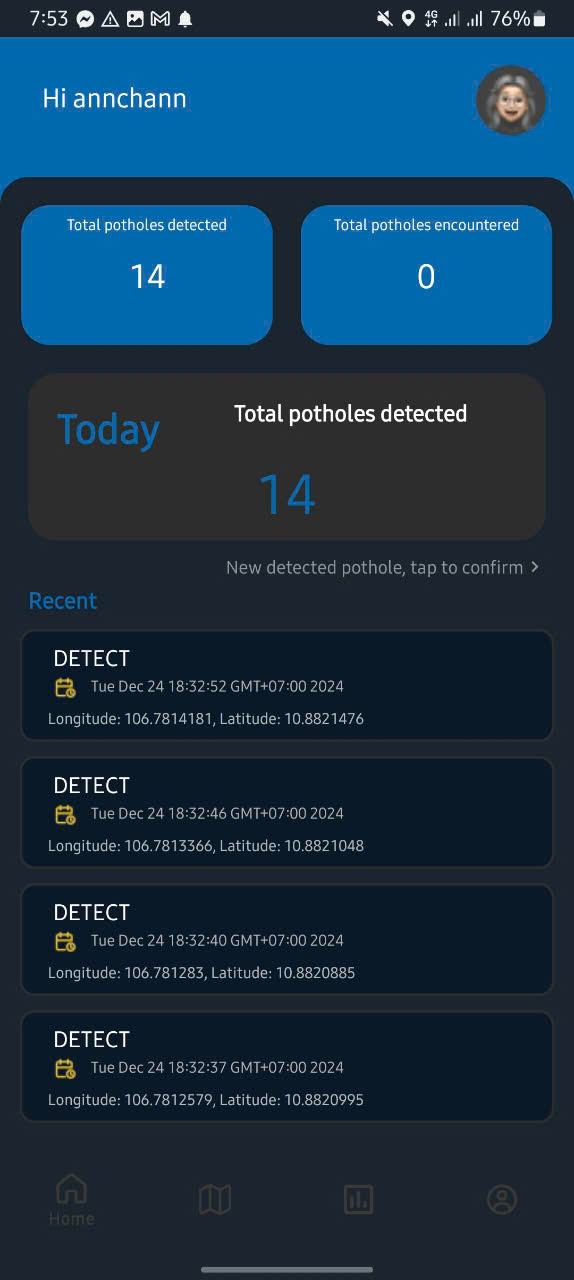 7:53 4G 76%
Hi annchann
Total potholes detected
14
Total potholes encountered
0
Today
Total potholes detected
14
New detected pothole, tap to confirm >
Recent
DETECT
Tue Dec 24 18:32:52 GMT+07:00 2024
Longitude: 106.7814181, Latitude: 10.8821476
DETECT
Tue Dec 24 18:32:46 GMT+07:00 2024
Longitude: 106.7813366, Latitude: 10.8821048
DETECT
Tue Dec 24 18:32:40 GMT+07:00 2024
Longitude: 106.781283, Latitude: 10.8820885
DETECT
Tue Dec 24 18:32:37 GMT+07:00 2024
Longitude: 106.7812579, Latitude: 10.8820995
Home